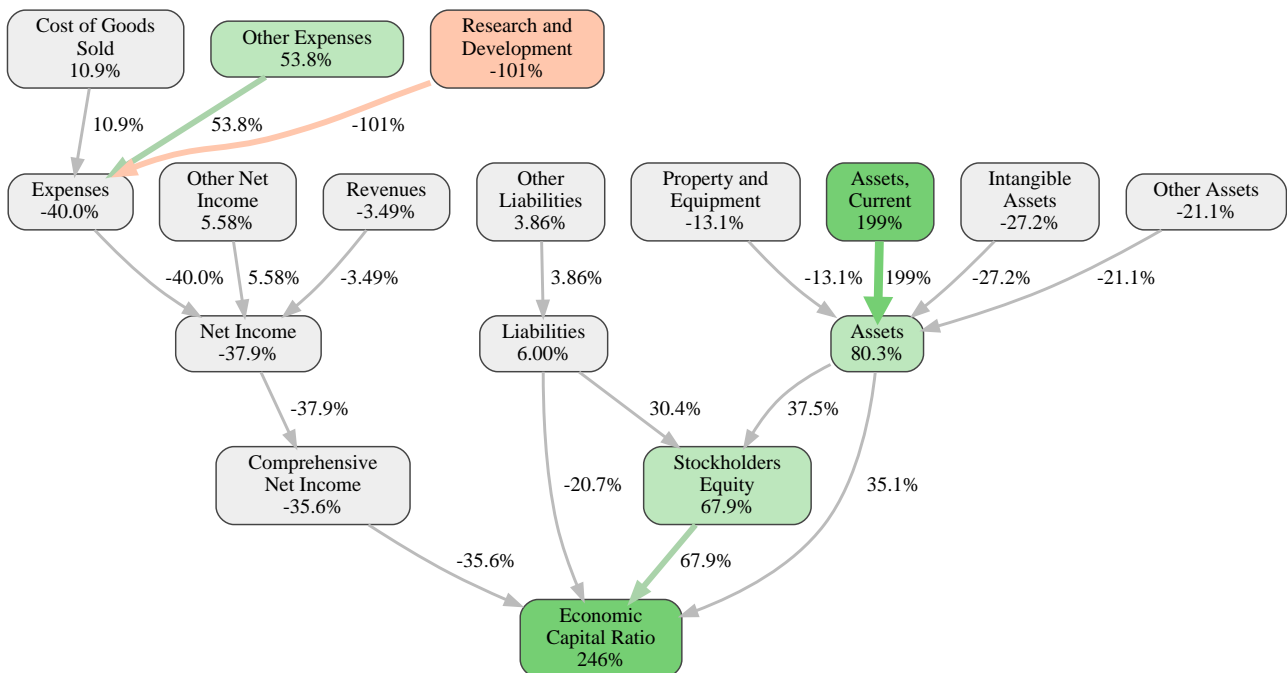 Cost of Goods
Sold
10.9%
Other Expenses
53.8%
Research and
Development
-101%
10.9%
53.8%
-101%
Expenses
-40.0%
Other Net
Income
5.58%
Revenues
-3.49%
Other
Liabilities
3.86%
Property and
Equipment
-13.1%
Assets,
Current
199%
Intangible
Assets
-27.2%
Other Assets
-21.1%
-40.0%
5.58%
-3.49%
3.86%
-13.1%
199%
-27.2%
-21.1%
Net Income
-37.9%
Liabilities
6.00%
Assets
80.3%
-37.9%
30.4%
37.5%
Comprehensive
Net Income
-35.6%
-20.7%
Stockholders
Equity
67.9%
35.1%
-35.6%
67.9%
Economic
Capital Ratio
246%